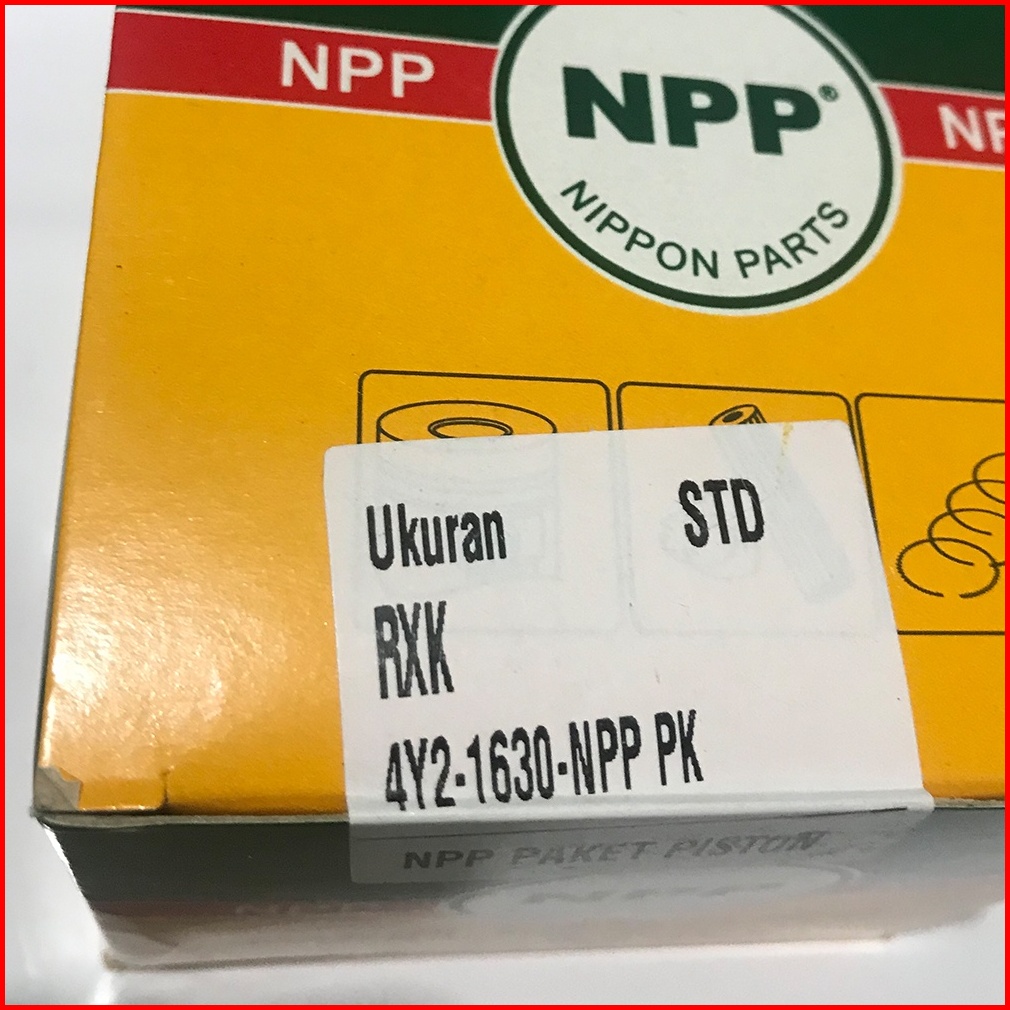 NPP
NPP®
NIPPON PARTS
NP
Ukuran STD
RXK
4Y2-1630-NPP PK
NPP PAKET PISTON